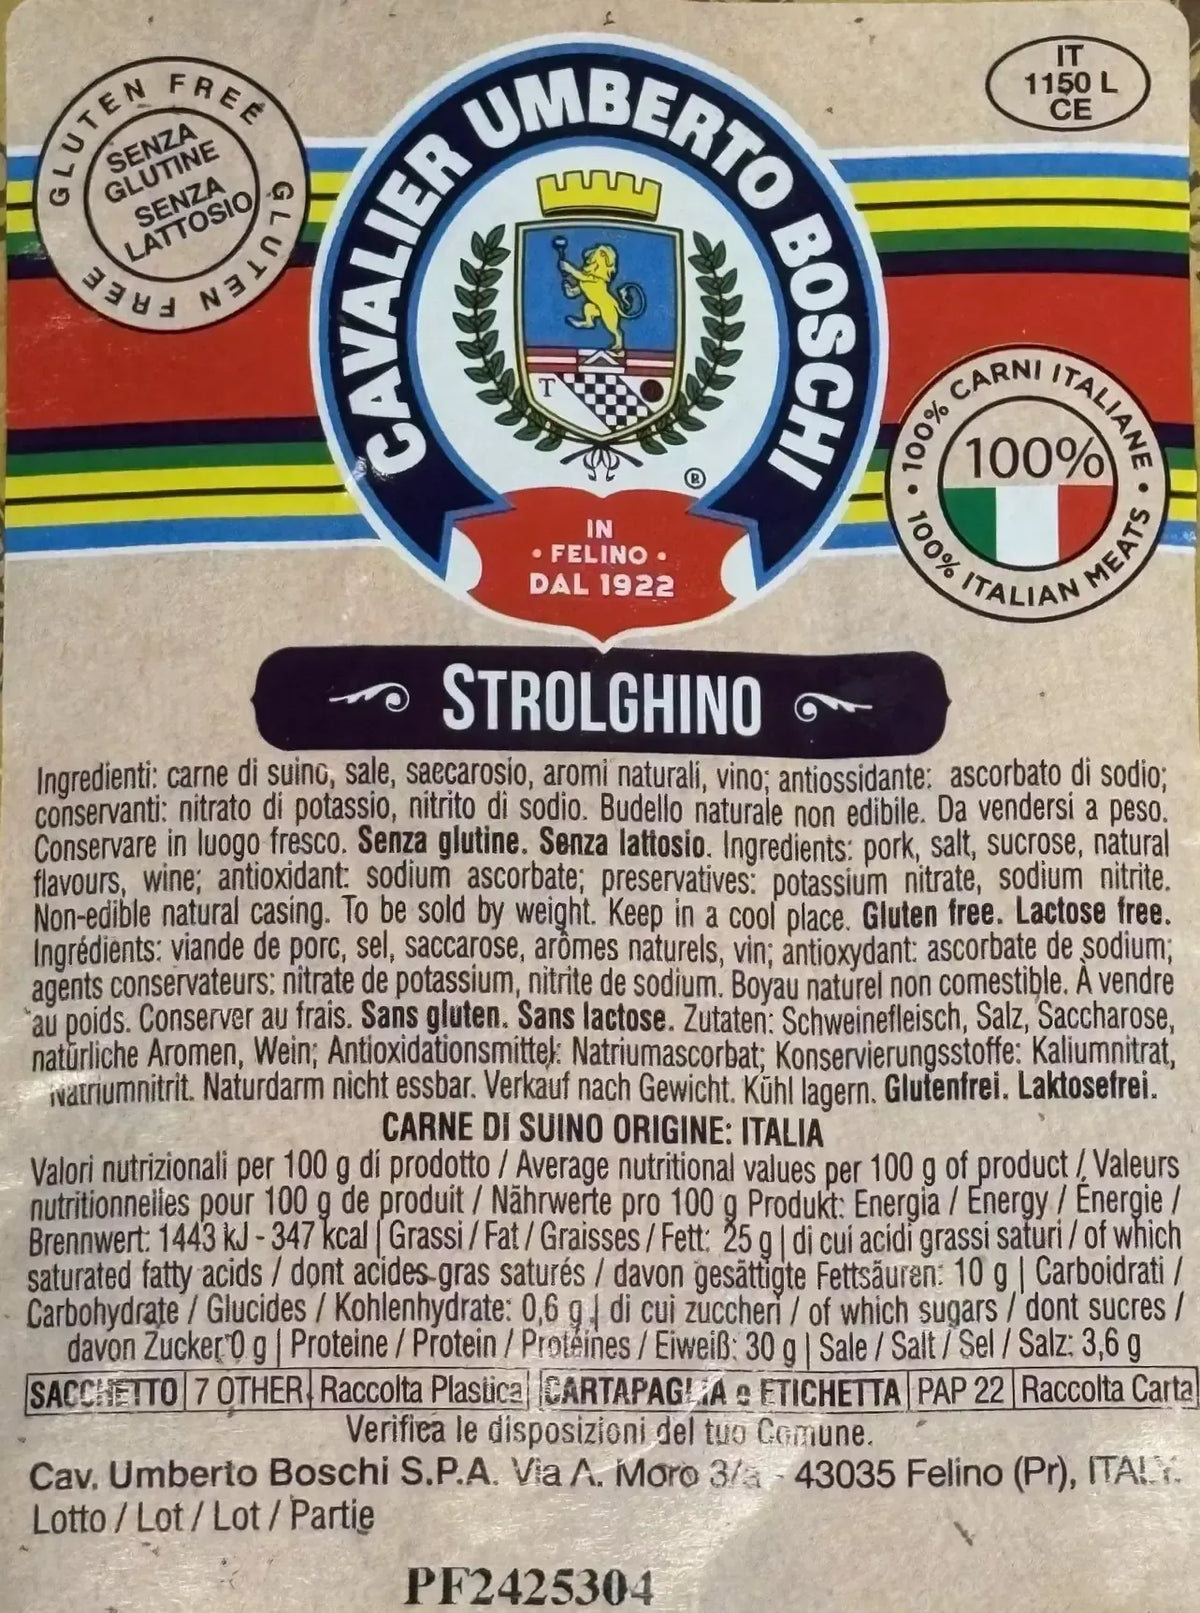 GLUTEN FREE
GLUTEN FREE
SENZA
GLUTINE
SENZA
LATTOSIO
CAVALIER UMBERTO BOSCHI
IT
1150 L
CE
T
®
IN
• FELINO •
DAL 1922
100% CARNI ITALIANE •
100%
100% ITALIAN MEATS •
STROLGHINO
Ingredienti: carne di suino, sale, saccarosio, aromi naturali, vino; antiossidante: ascorbato di sodio;
conservanti: nitrato di potassio, nitrito di sodio. Budello naturale non edibile. Da vendersi a peso.
Conservare in luogo fresco. Senza glutine. Senza lattosio. Ingredients: pork, salt, sucrose, natural
flavours, wine; antioxidant: sodium ascorbate; preservatives: potassium nitrate, sodium nitrite.
Non-edible natural casing. To be sold by weight. Keep in a cool place. Gluten free. Lactose free.
Ingrédients: viande de porc, sel, saccarose, arômes naturels, vin; antioxydant: ascorbate de sodium;
agents conservateurs: nitrate de potassium, nitrite de sodium. Boyau naturel non comestible. À vendre
au poids. Conserver au frais. Sans gluten. Sans lactose. Zutaten: Schweinefleisch, Salz, Saccharose,
natürliche Aromen, Wein; Antioxidationsmittel: Natriumascorbat; Konservierungsstoffe: Kaliumnitrat,
Natriumnitrit. Naturdarm nicht essbar. Verkauf nach Gewicht. Kühl lagern. Glutenfrei. Laktosefrei.
CARNE DI SUINO ORIGINE: ITALIA
Valori nutrizionali per 100 g di prodotto / Average nutritional values per 100 g of product / Valeurs
nutritionnelles pour 100 g de produit / Nährwerte pro 100 g Produkt: Energia / Energy / Énergie /
Brennwert: 1443 kJ - 347 kcal | Grassi / Fat / Graisses / Fett: 25 g | di cui acidi grassi saturi / of which
saturated fatty acids / dont acides gras saturés / davon gesättigte Fettsäuren: 10 g | Carboidrati /
Carbohydrate / Glucides / Kohlenhydrate: 0,6 g | di cui zuccheri / of which sugars / dont sucres /
davon Zucker 0 g | Proteine / Protein / Protéines / Eiweiß: 30 g | Sale / Salt / Sel / Salz: 3,6 g
SACCHETTO | 7 OTHER | Raccolta Plastica | CARTAPAGLIA e ETICHETTA | PAP 22 | Raccolta Carta
Verifica le disposizioni del tuo Comune.
Cav. Umberto Boschi S.P.A. Via A. Moro 3/a - 43035 Felino (Pr), ITALY.
Lotto / Lot / Lot / Partie
PF2425304